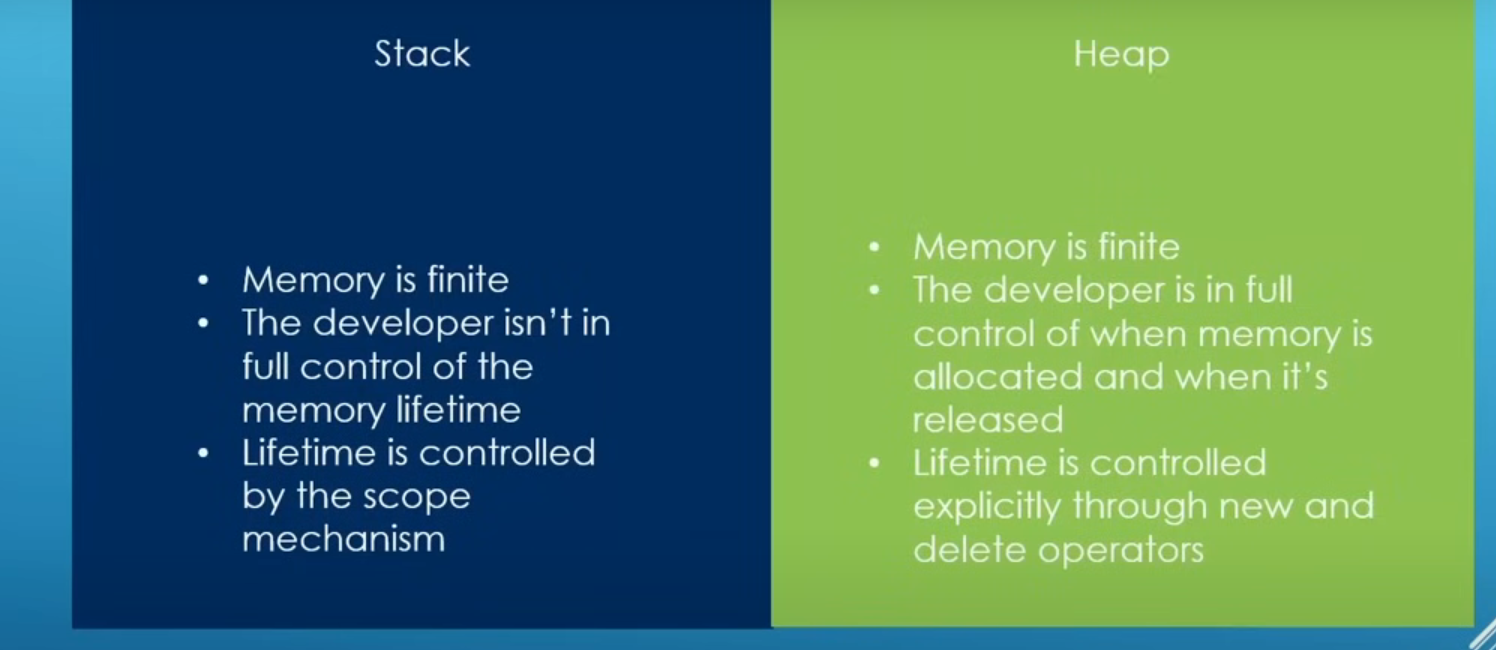 Stack
• Memory is finite
• The developer isn't in
full control of the
memory lifetime
• Lifetime is controlled
by the scope
mechanism
Heap
• Memory is finite
• The developer is in full
control of when memory is
allocated and when it's
released
• Lifetime is controlled
explicitly through new and
delete operators